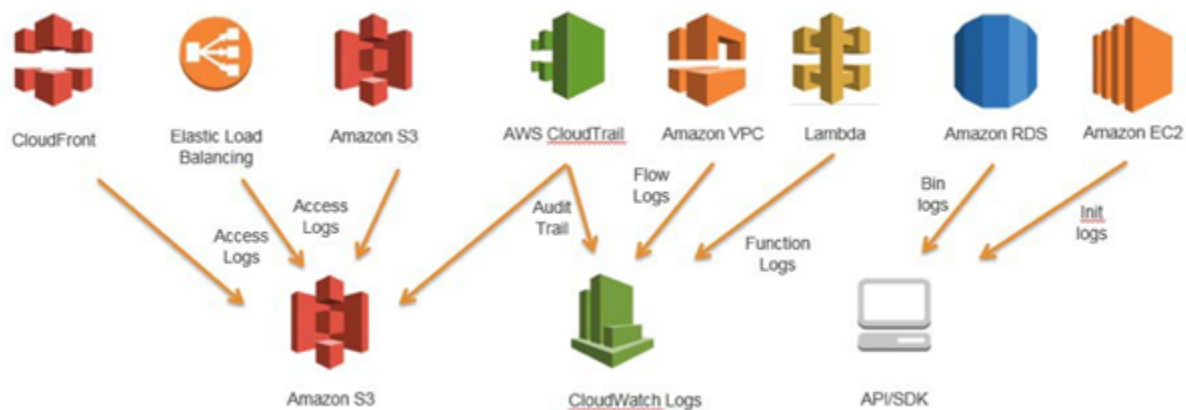 CloudFront
Elastic Load
Balancing
Amazon S3
AWS CloudTrail
Amazon VPC
Lambda
Amazon RDS
Amazon EC2
Access
Logs
Access
Logs
Audit
Trail
Flow
Logs
Function
Logs
Bin
logs
Init
logs
Amazon S3
CloudWatch Logs
API/SDK